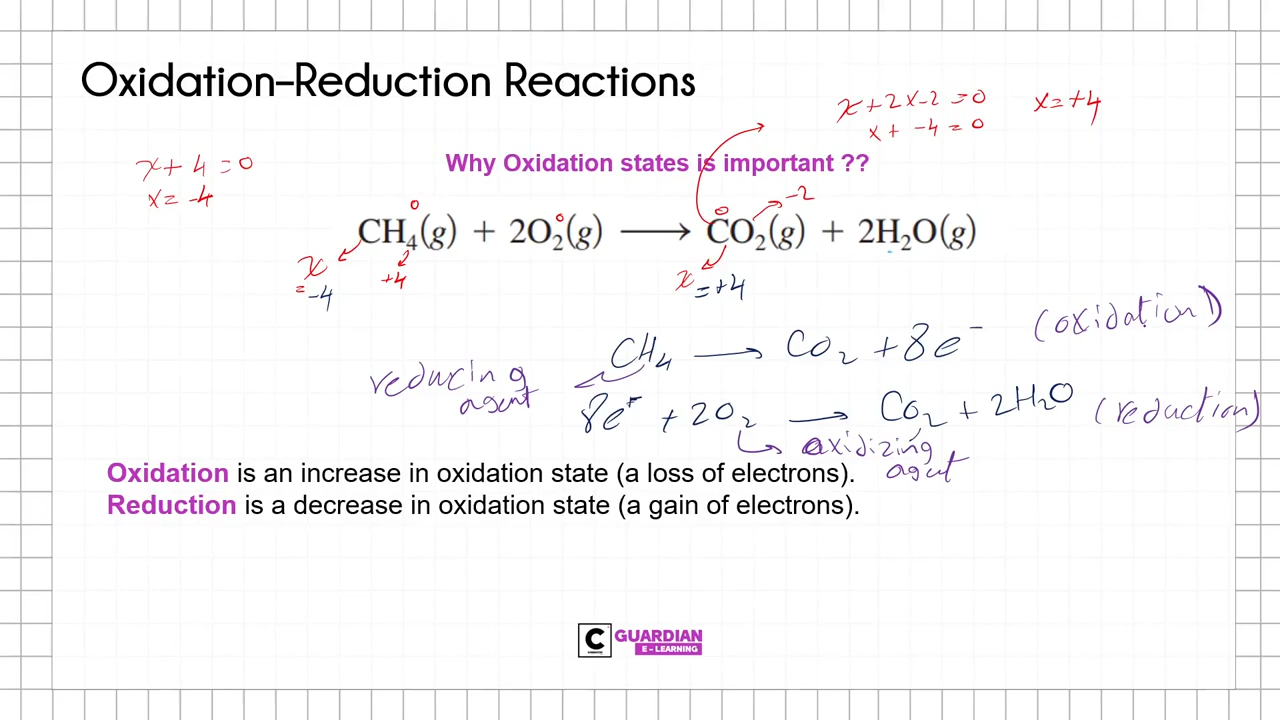 Oxidation–Reduction Reactions
x + 2x-2 = 0
x = +4
x + -4 = 0
x + 4 = 0
x = -4
Why Oxidation states is important ??
0
0
0
-2
CH₄(g) + 2O₂(g) ⟶ CO₂(g) + 2H₂O(g)
x
= -4
+4
x
= +4
CH₄ ⟶ CO₂ + 8e⁻ (oxidation)
reducing
agent
8e⁻ + 2O₂ ⟶ CO₂ + 2H₂O (reduction)
oxidizing
agent
Oxidation is an increase in oxidation state (a loss of electrons).
Reduction is a decrease in oxidation state (a gain of electrons).
C
GUARDIAN
E - LEARNING